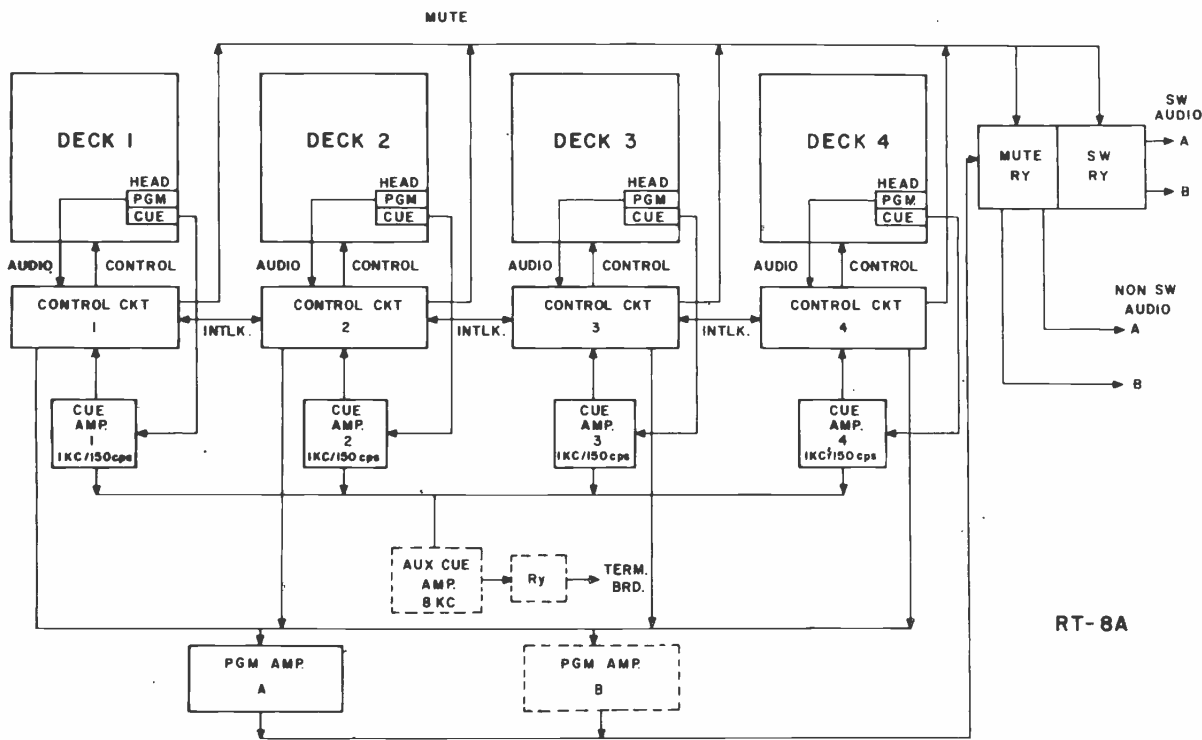 MUTE
DECK 1
DECK 2
DECK 3
DECK 4
HEAD
PGM
CUE
HEAD
PGM
CUE
HEAD
PGM
CUE
HEAD
PGM
CUE
SW
AUDIO
A
B
MUTE
RY
SW
RY
AUDIO
CONTROL
AUDIO
CONTROL
AUDIO
CONTROL
AUDIO
CONTROL
NON SW
AUDIO
A
B
CONTROL CKT
1
INTLK.
CONTROL CKT
2
INTLK.
CONTROL CKT
3
INTLK.
CONTROL CKT
4
CUE
AMP.
1
1KC/150cps
CUE
AMP.
2
1KC/150cps
CUE
AMP.
3
1KC/150cps
CUE
AMP.
4
1KC/150cps
AUX CUE
AMP.
8 KC
Ry
TERM.
BRD.
RT-8A
PGM AMP.
A
PGM AMP.
B